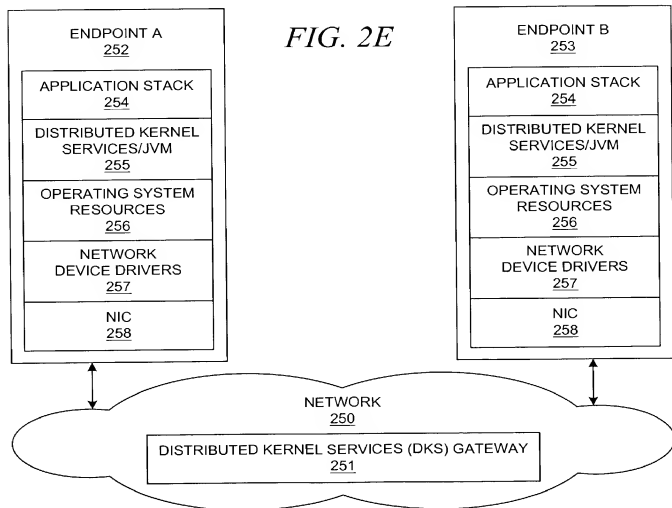 FIG. 2E
ENDPOINT A
252
APPLICATION STACK
254
DISTRIBUTED KERNEL
SERVICES/JVM
255
OPERATING SYSTEM
RESOURCES
256
NETWORK
DEVICE DRIVERS
257
NIC
258
ENDPOINT B
253
APPLICATION STACK
254
DISTRIBUTED KERNEL
SERVICES/JVM
255
OPERATING SYSTEM
RESOURCES
256
NETWORK
DEVICE DRIVERS
257
NIC
258
NETWORK
250
DISTRIBUTED KERNEL SERVICES (DKS) GATEWAY
251